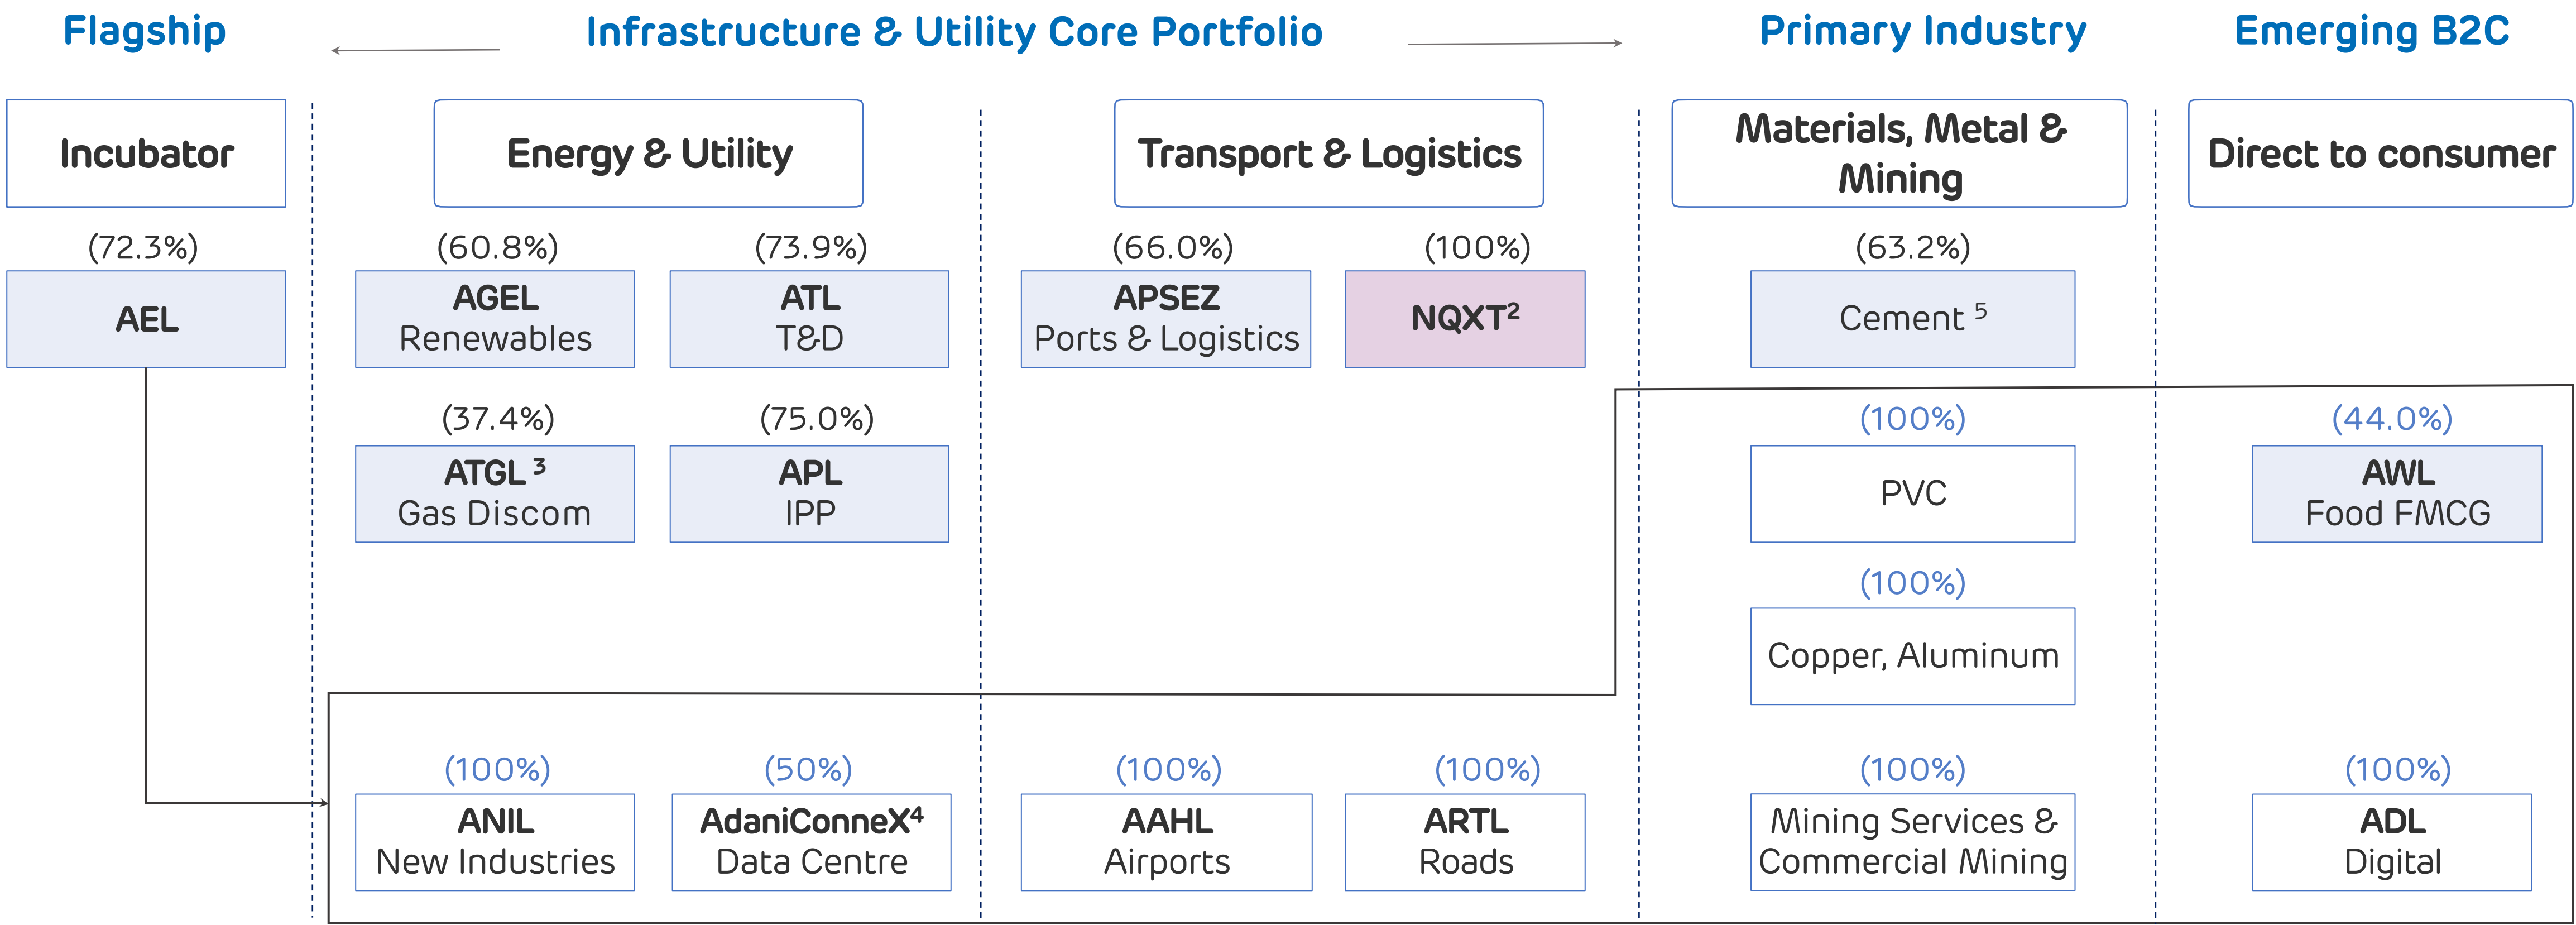 Flagship
Infrastructure & Utility Core Portfolio
Primary Industry
Emerging B2C
Incubator
Energy & Utility
Transport & Logistics
Materials, Metal &
Mining
Direct to consumer
(72.3%)
AEL
(60.8%)
AGEL
Renewables
(73.9%)
ATL
T&D
(66.0%)
APSEZ
Ports & Logistics
(100%)
NQXT²
(63.2%)
Cement ⁵
(37.4%)
ATGL ³
Gas Discom
(75.0%)
APL
IPP
(100%)
PVC
(44.0%)
AWL
Food FMCG
(100%)
Copper, Aluminum
(100%)
ANIL
New Industries
(50%)
AdaniConneX⁴
Data Centre
(100%)
AAHL
Airports
(100%)
ARTL
Roads
(100%)
Mining Services &
Commercial Mining
(100%)
ADL
Digital